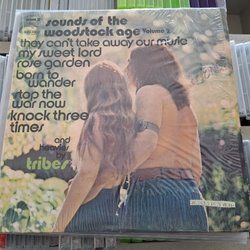 sounds of the
woodstock age Volume 2
they can't take away our music
my sweet lord
rose garden
born to
wander
stop the
war now
knock three
times
and
heavies
tribes